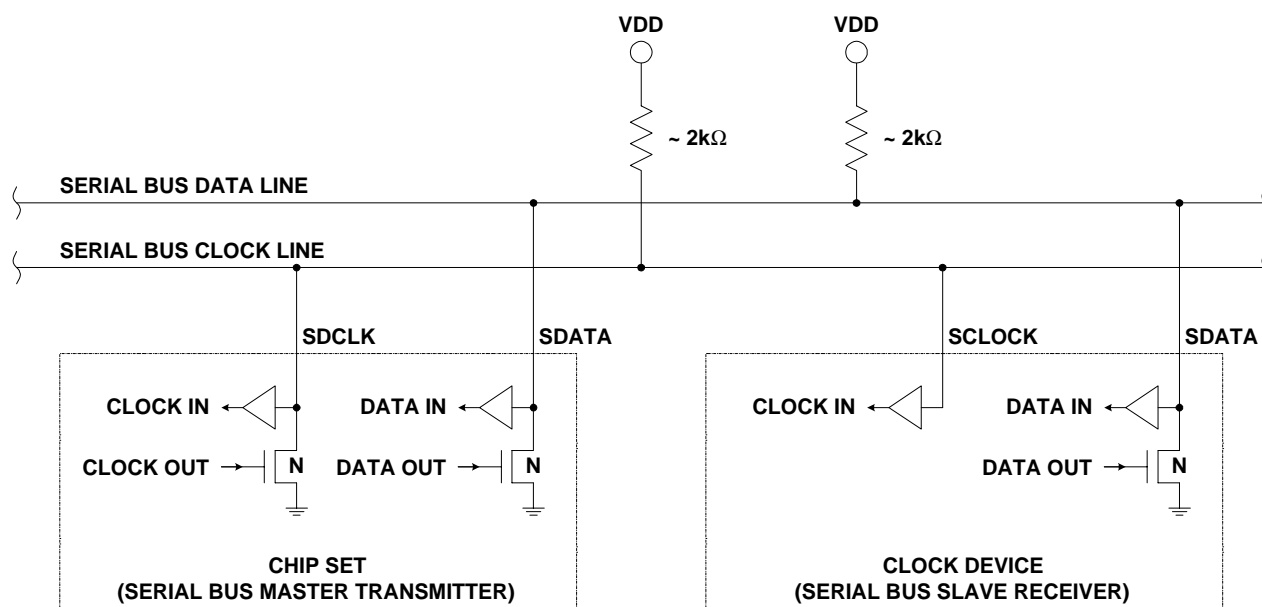 VDD
VDD
~ 2kΩ
~ 2kΩ
SERIAL BUS DATA LINE
SERIAL BUS CLOCK LINE
SDCLK
SDATA
SCLOCK
SDATA
CLOCK IN
DATA IN
CLOCK IN
DATA IN
CLOCK OUT
N
DATA OUT
N
DATA OUT
N
CHIP SET
(SERIAL BUS MASTER TRANSMITTER)
CLOCK DEVICE
(SERIAL BUS SLAVE RECEIVER)